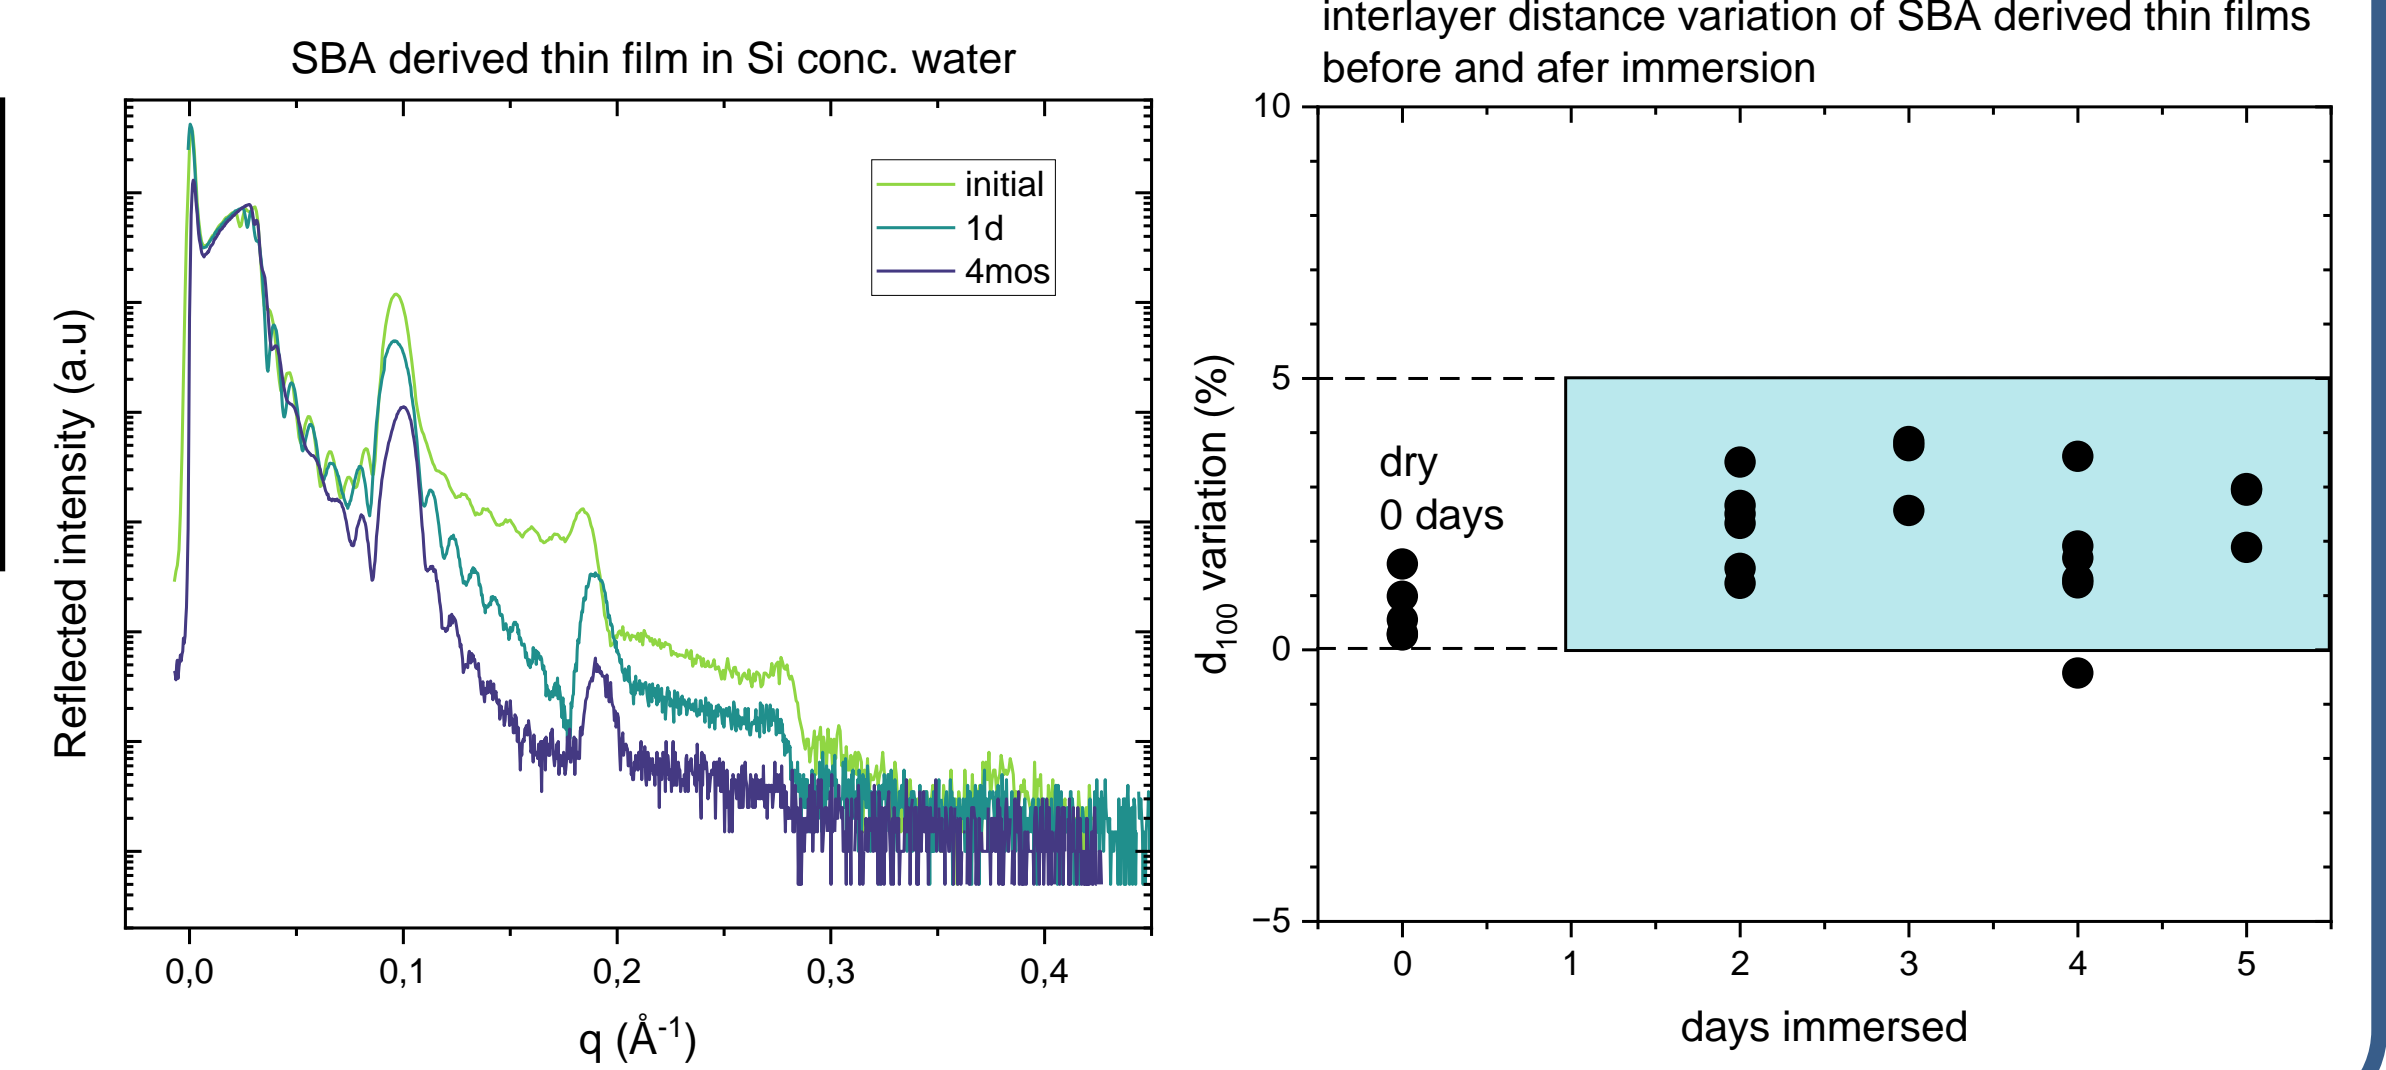 SBA derived thin film in Si conc. water
initial
1d
4mos
Reflected intensity (a.u)
0,0 0,1 0,2 0,3 0,4
q (Å-1)
interlayer distance variation of SBA derived thin films
before and afer immersion
10
5
0
−5
d100 variation (%)
dry
0 days
0 1 2 3 4 5
days immersed